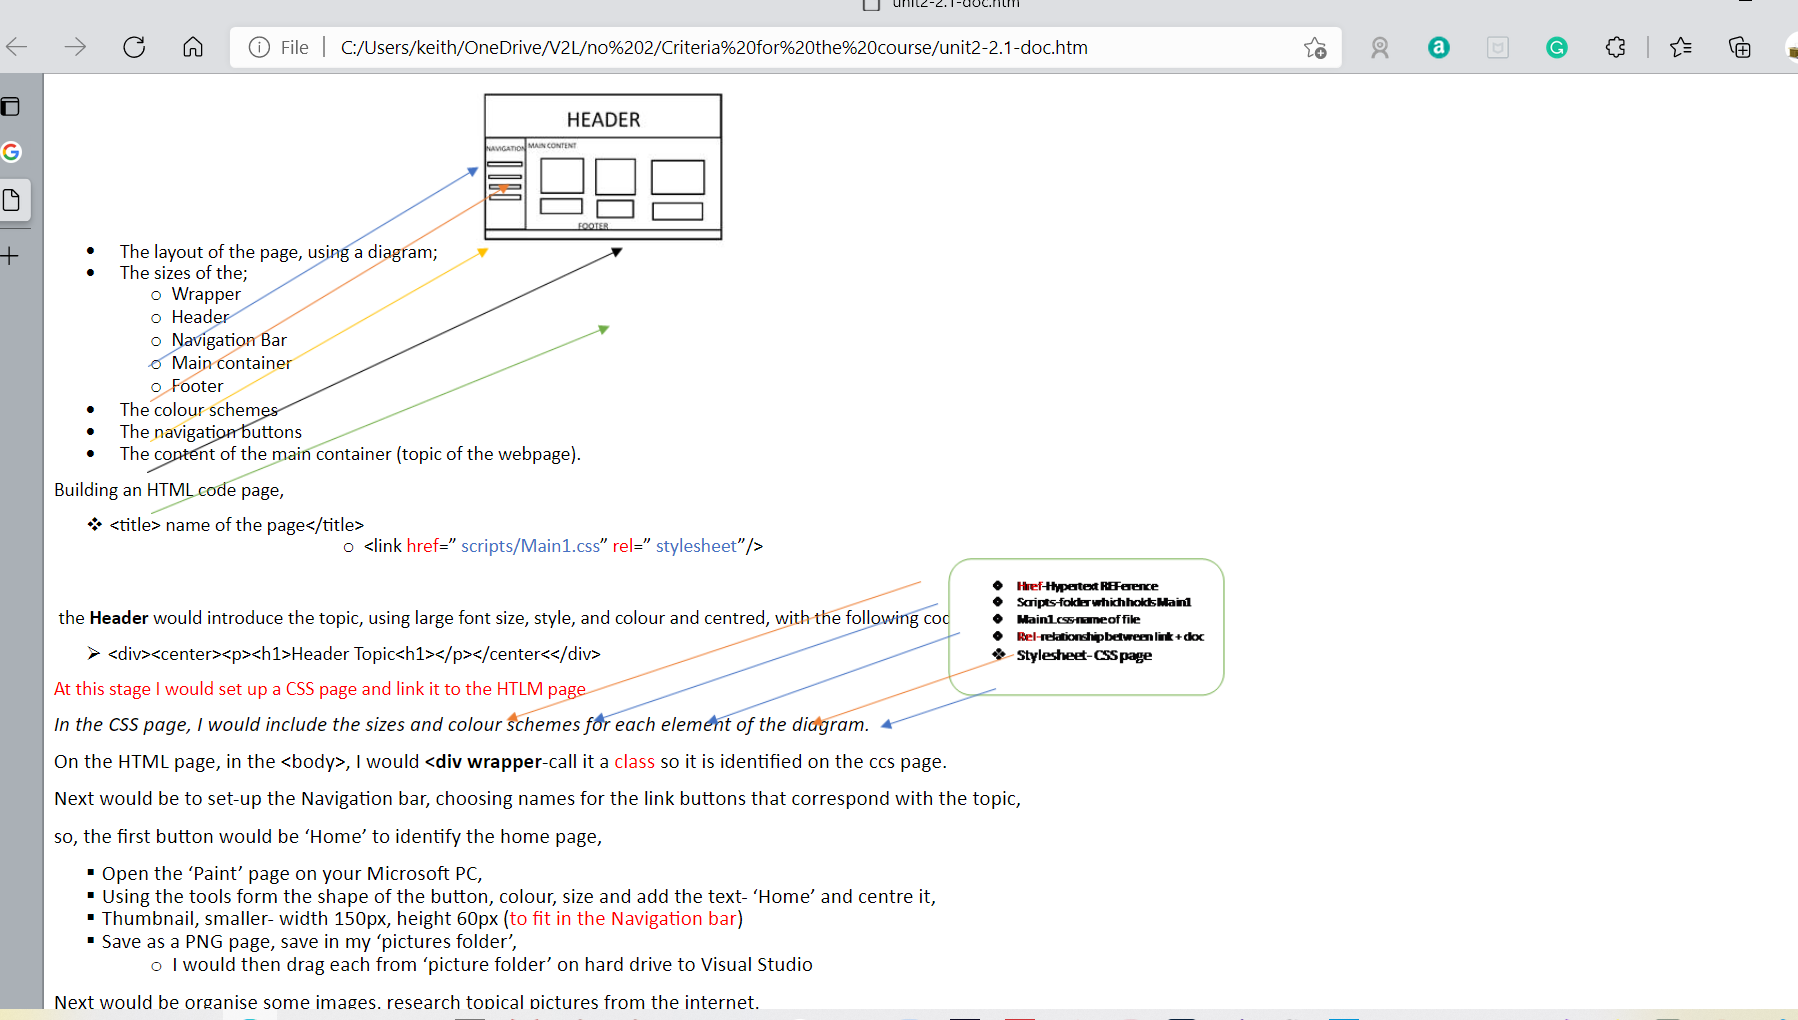 unit2-2.1-doc.htm
File
C:/Users/keith/OneDrive/V2L/no%202/Criteria%20for%20the%20course/unit2-2.1-doc.htm
HEADER
NAVIGATION
MAIN CONTENT
FOOTER
The layout of the page, using a diagram;
The sizes of the;
Wrapper
Header
Navigation Bar
Main container
Footer
The colour schemes
The navigation buttons
The content of the main container (topic of the webpage).
Building an HTML code page,
<title> name of the page</title>
<link href=” scripts/Main1.css” rel=” stylesheet”/>
Href-Hypertext REFerence
Scripts-folder which holds Main1
Main1.css-name of file
Rel-relationship between link + doc
Stylesheet- CSS page
the Header would introduce the topic, using large font size, style, and colour and centred, with the following coc
<div><center><p><h1>Header Topic<h1></p></center<</div>
At this stage I would set up a CSS page and link it to the HTLM page
In the CSS page, I would include the sizes and colour schemes for each element of the diagram.
On the HTML page, in the <body>, I would <div wrapper-call it a class so it is identified on the ccs page.
Next would be to set-up the Navigation bar, choosing names for the link buttons that correspond with the topic,
so, the first button would be ‘Home’ to identify the home page,
Open the ‘Paint’ page on your Microsoft PC,
Using the tools form the shape of the button, colour, size and add the text- ‘Home’ and centre it,
Thumbnail, smaller- width 150px, height 60px (to fit in the Navigation bar)
Save as a PNG page, save in my ‘pictures folder’,
I would then drag each from ‘picture folder’ on hard drive to Visual Studio
Next would be organise some images, research topical pictures from the internet.